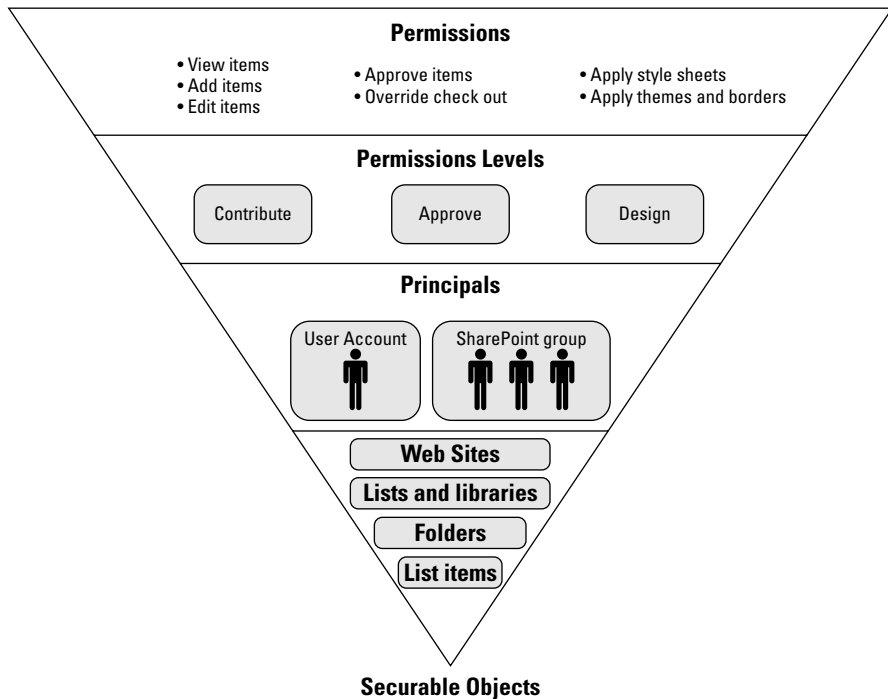 Permissions
• View items
• Add items
• Edit items
• Approve items
• Override check out
• Apply style sheets
• Apply themes and borders
Permissions Levels
Contribute
Approve
Design
Principals
User Account
SharePoint group
Web Sites
Lists and libraries
Folders
List items
Securable Objects